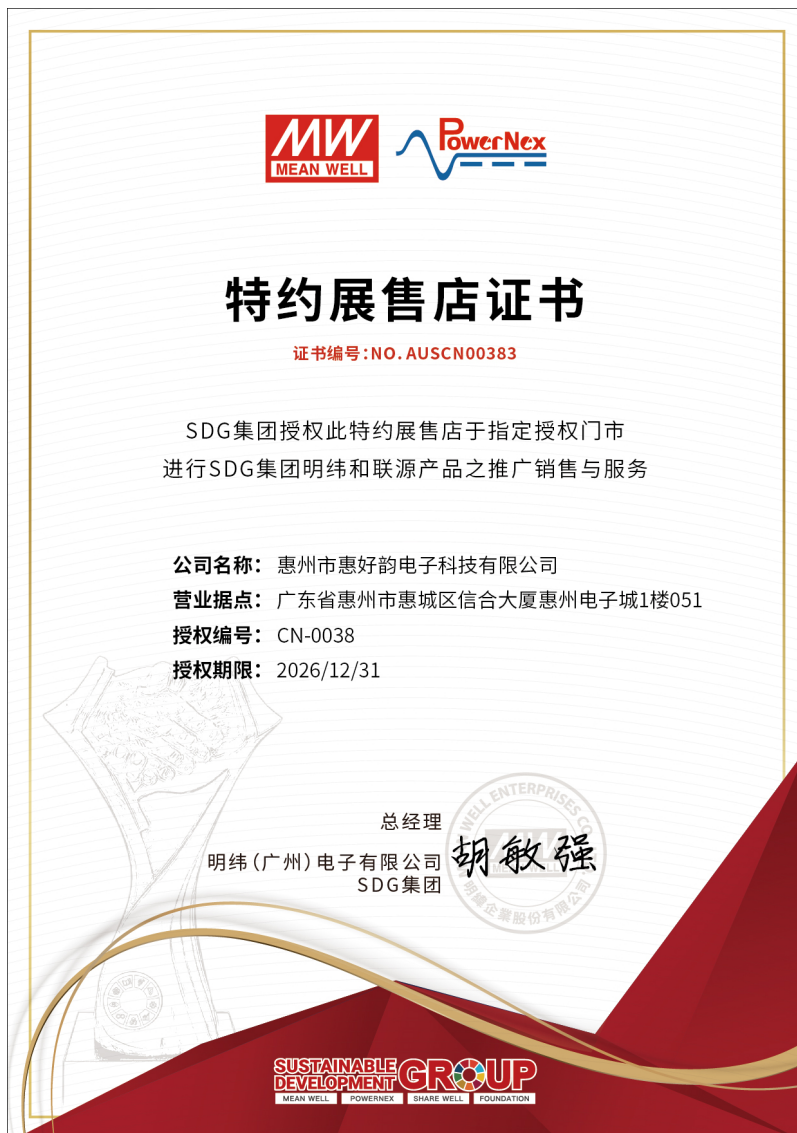 MW
MEAN WELL
PowerNex
特约展售店证书
证书编号:NO. AUSCN00383
SDG集团授权此特约展售店于指定授权门市
进行SDG集团明纬和联源产品之推广销售与服务
公司名称： 惠州市惠好韵电子科技有限公司
营业据点： 广东省惠州市惠城区信合大厦惠州电子城1楼051
授权编号： CN-0038
授权期限： 2026/12/31
总经理
明纬(广州)电子有限公司
SDG集团
胡敏强
WELL ENTERPRISES CO
MW
明緯企業股份有限公司
SUSTAINABLE
DEVELOPMENT GROUP
MEAN WELL POWERNEX SHARE WELL FOUNDATION